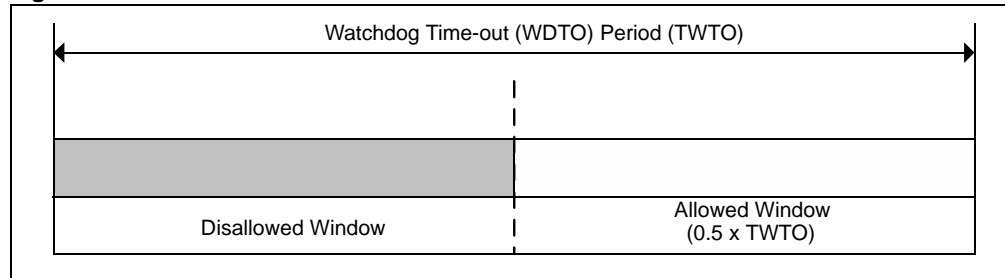 Watchdog Time-out (WDTO) Period (TWTO)
Disallowed Window
Allowed Window
(0.5 x TWTO)